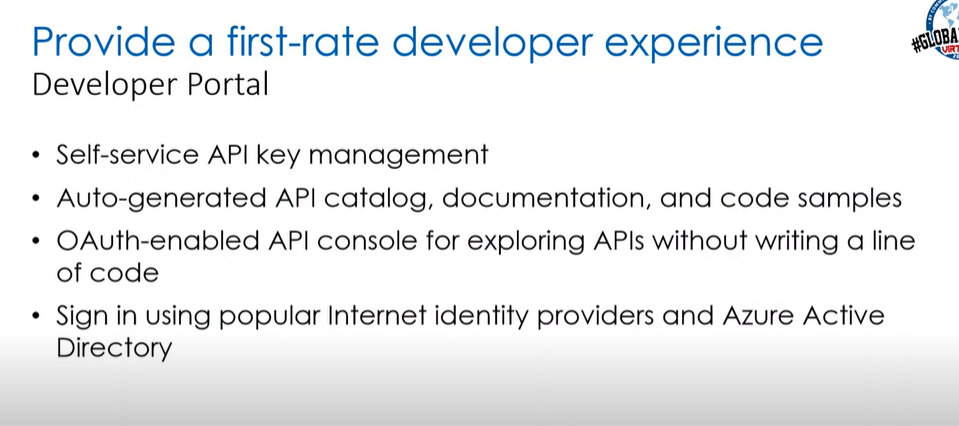 Provide a first-rate developer experience
Developer Portal
• Self-service API key management
• Auto-generated API catalog, documentation, and code samples
• OAuth-enabled API console for exploring APIs without writing a line
of code
• Sign in using popular Internet identity providers and Azure Active
Directory